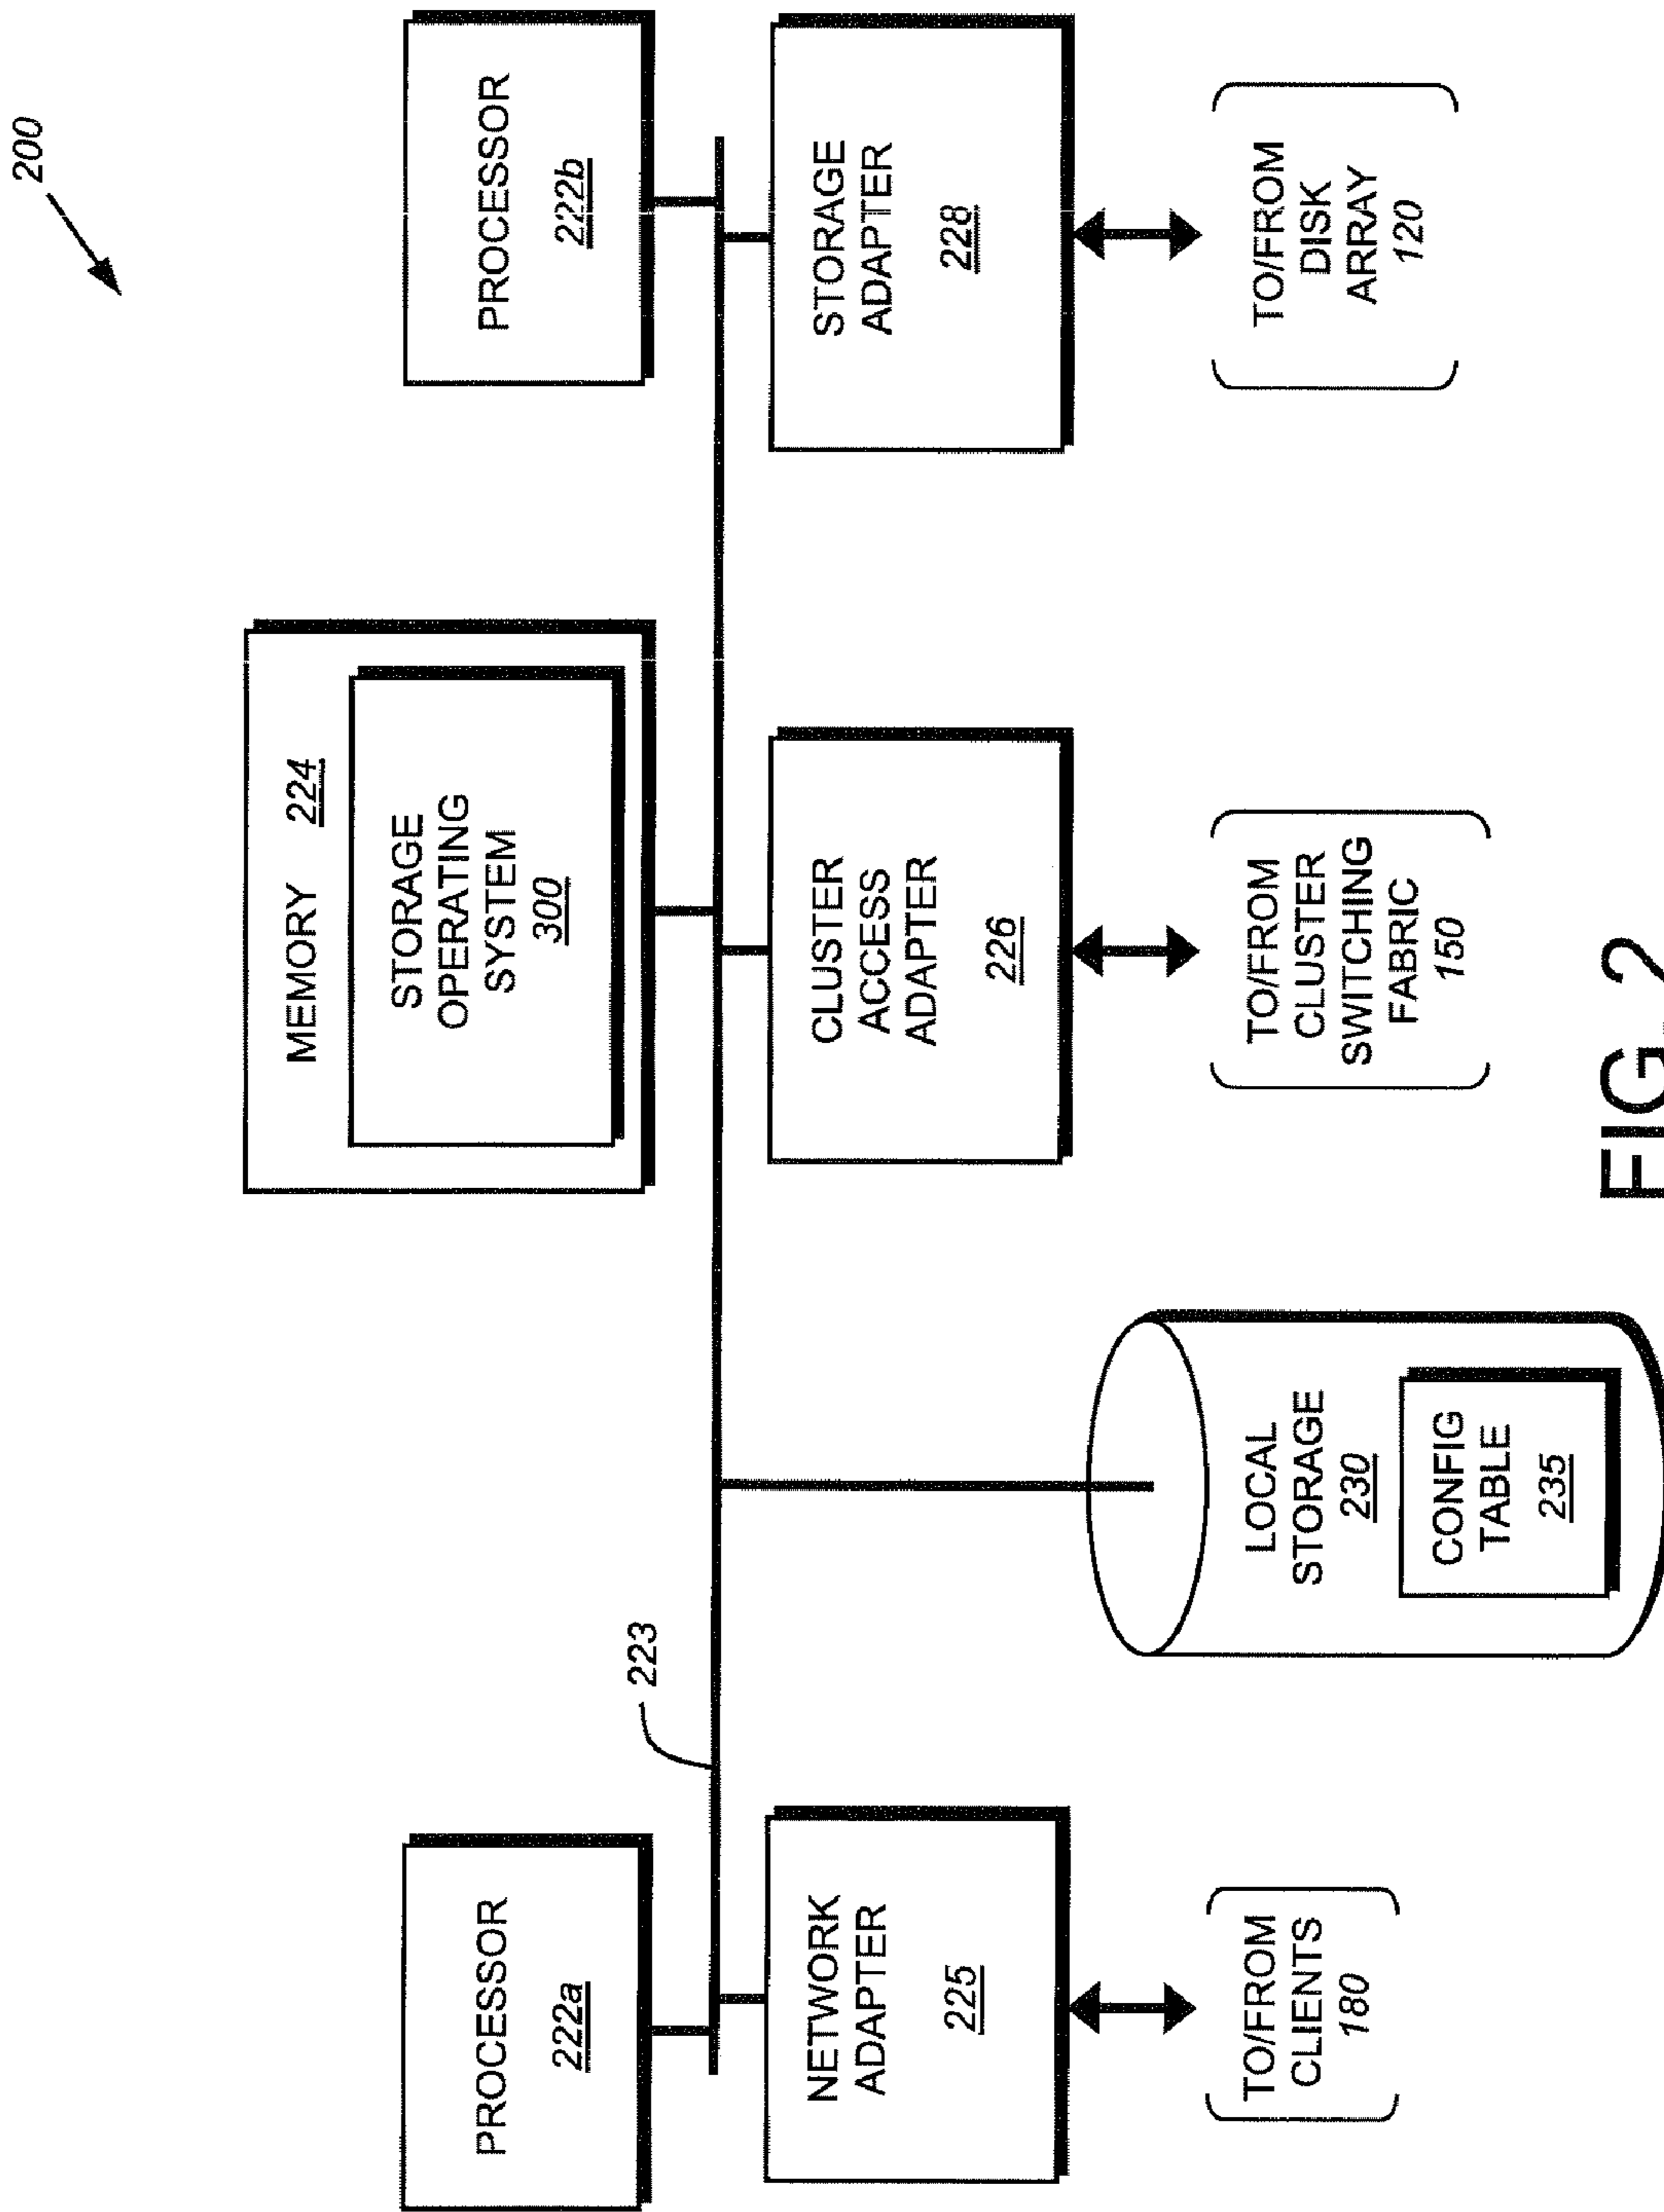 200
PROCESSOR
222a
MEMORY 224
STORAGE
OPERATING
SYSTEM
300
PROCESSOR
222b
223
NETWORK
ADAPTER
225
LOCAL
STORAGE
230
CONFIG
TABLE
235
CLUSTER
ACCESS
ADAPTER
226
STORAGE
ADAPTER
228
TO/FROM
CLIENTS
180
TO/FROM
CLUSTER
SWITCHING
FABRIC
150
TO/FROM
DISK
ARRAY
120
FIG. 2